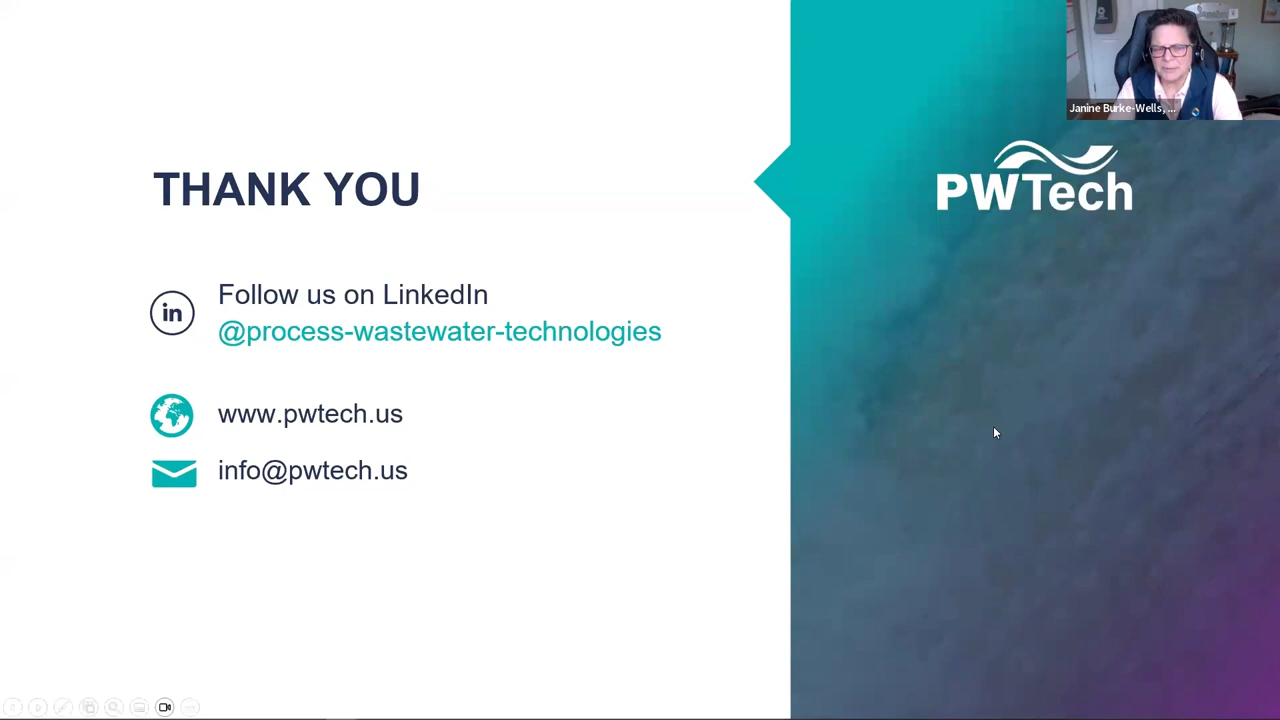 Janine Burke-Wells, ...
PWTech
THANK YOU
in
Follow us on LinkedIn
@process-wastewater-technologies
www.pwtech.us
info@pwtech.us